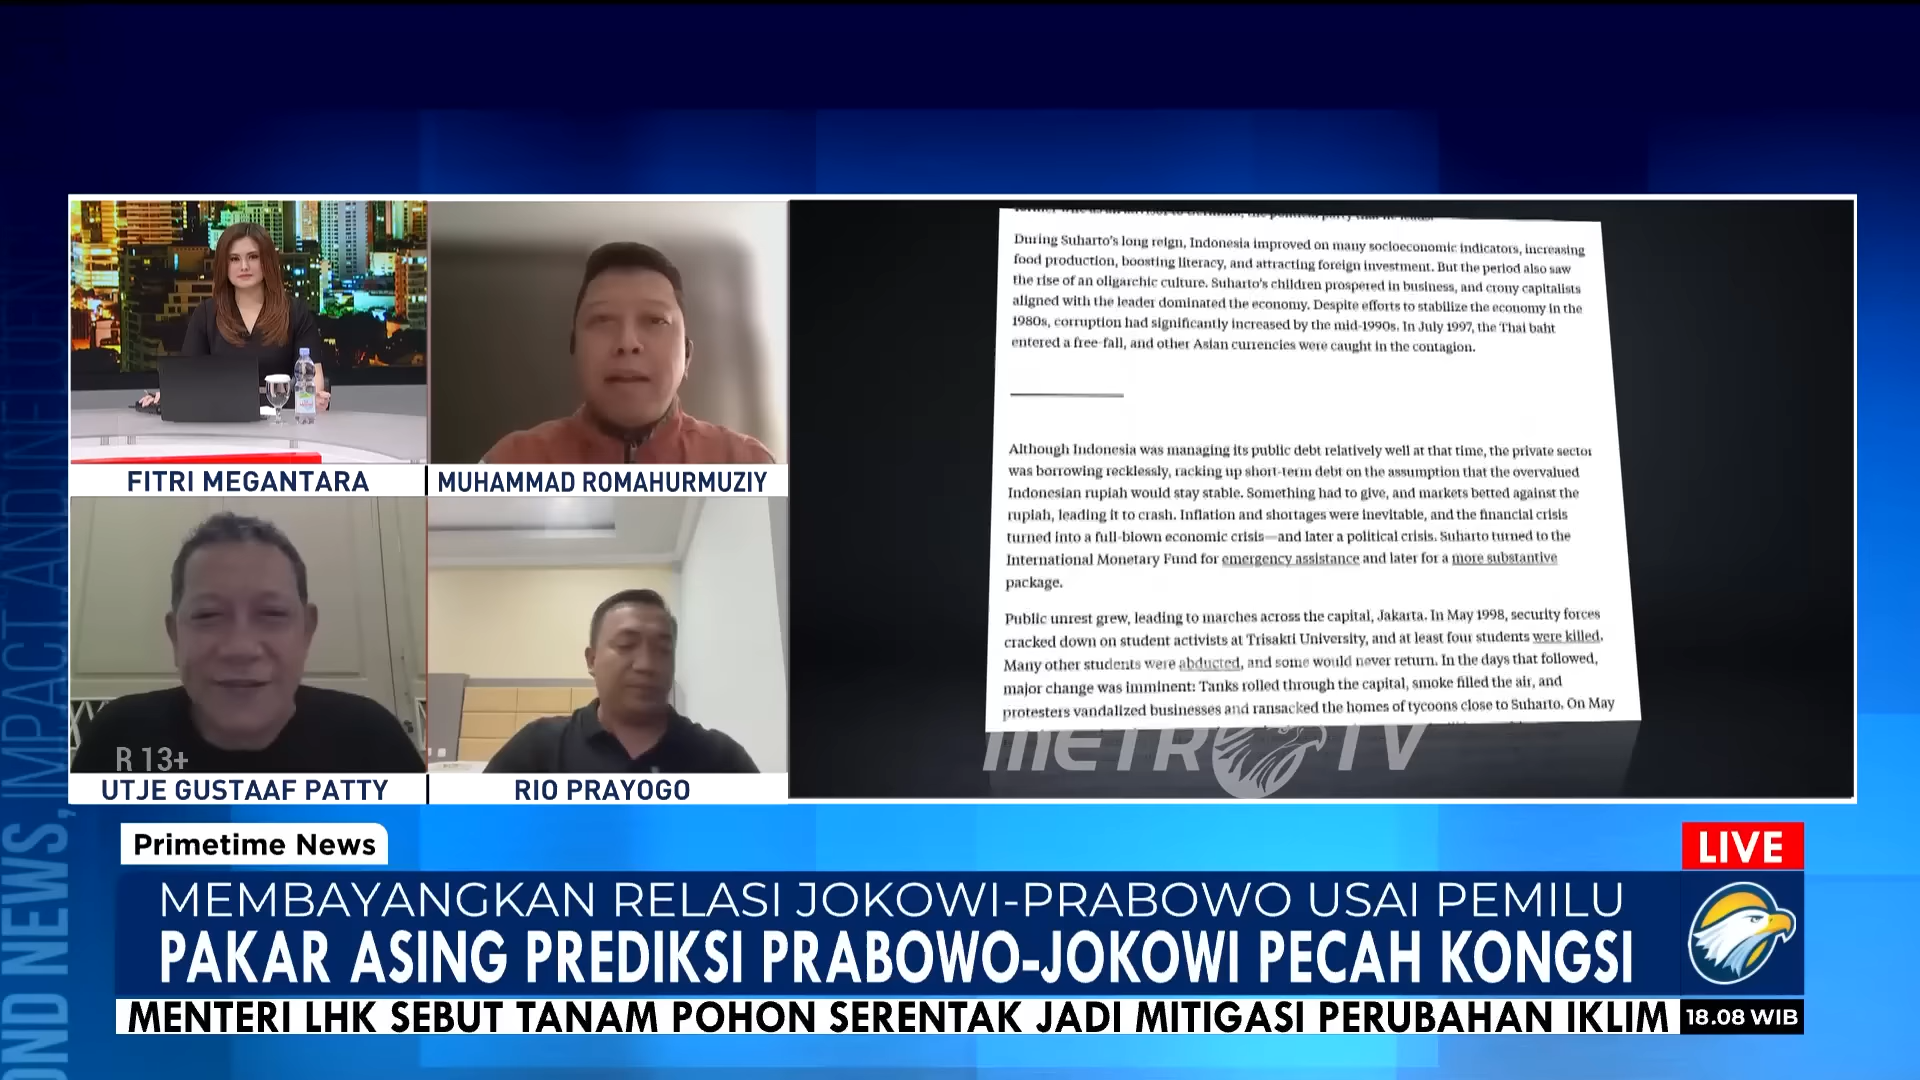 During Suharto's long reign, Indonesia improved on many socioeconomic indicators, increasing
food production, boosting literacy, and attracting foreign investment. But the period also saw
the rise of an oligarchic culture. Suharto's children prospered in business, and crony capitalists
aligned with the leader dominated the economy. Despite efforts to stabilize the economy in the
1980s, corruption had significantly increased by the mid-1990s. In July 1997, the Thai baht
entered a free-fall, and other Asian currencies were caught in the contagion.
Although Indonesia was managing its public debt relatively well at that time, the private sector
was borrowing recklessly, racking up short-term debt on the assumption that the overvalued
Indonesian rupiah would stay stable. Something had to give, and markets betted against the
rupiah, leading it to crash. Inflation and shortages were inevitable, and the financial crisis
turned into a full-blown economic crisis—and later a political crisis. Suharto turned to the
International Monetary Fund for emergency assistance and later for a more substantive
package.
Public unrest grew, leading to marches across the capital, Jakarta. In May 1998, security forces
cracked down on student activists at Trisakti University, and at least four students were killed.
Many other students were abducted, and some would never return. In the days that followed,
major change was imminent: Tanks rolled through the capital, smoke filled the air, and
protesters vandalized businesses and ransacked the homes of tycoons close to Suharto. On May
METRO TV
FITRI MEGANTARA
MUHAMMAD ROMAHURMUZIY
R 13+
UTJE GUSTAAF PATTY
RIO PRAYOGO
OND NEWS, IMPACT AND INFLUEN
Primetime News
LIVE
MEMBAYANGKAN RELASI JOKOWI-PRABOWO USAI PEMILU
PAKAR ASING PREDIKSI PRABOWO-JOKOWI PECAH KONGSI
MENTERI LHK SEBUT TANAM POHON SERENTAK JADI MITIGASI PERUBAHAN IKLIM
18.08 WIB